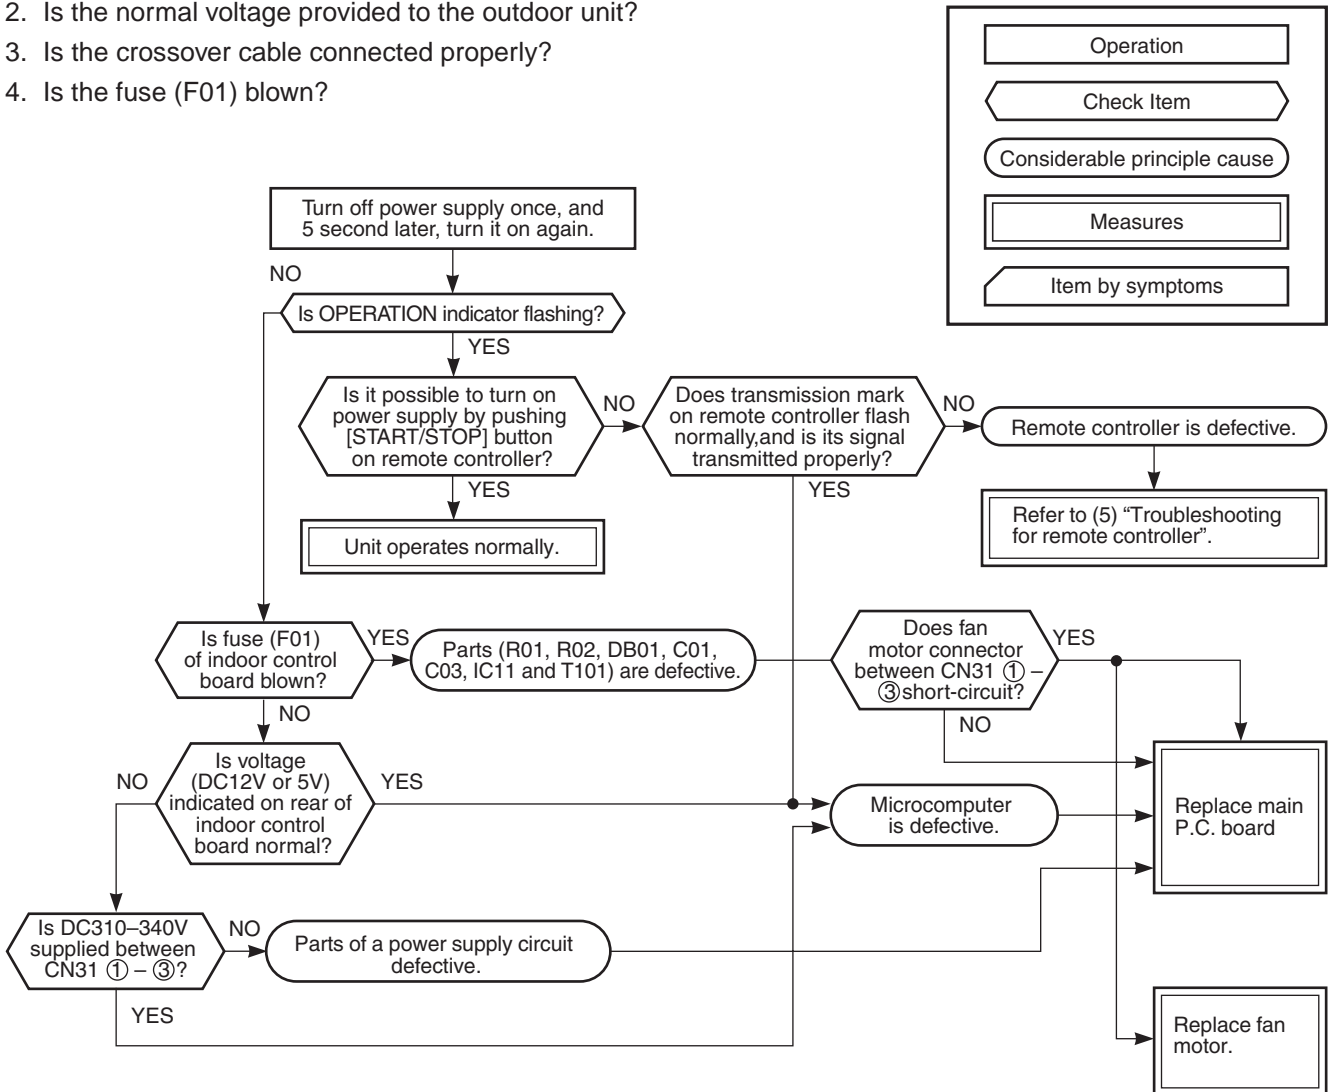 2. Is the normal voltage provided to the outdoor unit?
3. Is the crossover cable connected properly?
4. Is the fuse (F01) blown?
Operation
Check Item
Considerable principle cause
Measures
Item by symptoms
Turn off power supply once, and
5 second later, turn it on again.
NO
Is OPERATION indicator flashing?
YES
Is it possible to turn on
power supply by pushing
[START/STOP] button
on remote controller?
NO
Does transmission mark
on remote controller flash
normally,and is its signal
transmitted properly?
NO
Remote controller is defective.
YES
YES
Unit operates normally.
Refer to (5) “Troubleshooting
for remote controller”.
Is fuse (F01)
of indoor control
board blown?
YES
Parts (R01, R02, DB01, C01,
C03, IC11 and T101) are defective.
Does fan
motor connector
between CN31 ① –
③short-circuit?
YES
NO
NO
Is voltage
(DC12V or 5V)
indicated on rear of
indoor control
board normal?
NO
YES
Microcomputer
is defective.
Replace main
P.C. board
Is DC310–340V
supplied between
CN31 ① – ③?
NO
Parts of a power supply circuit
defective.
YES
Replace fan
motor.